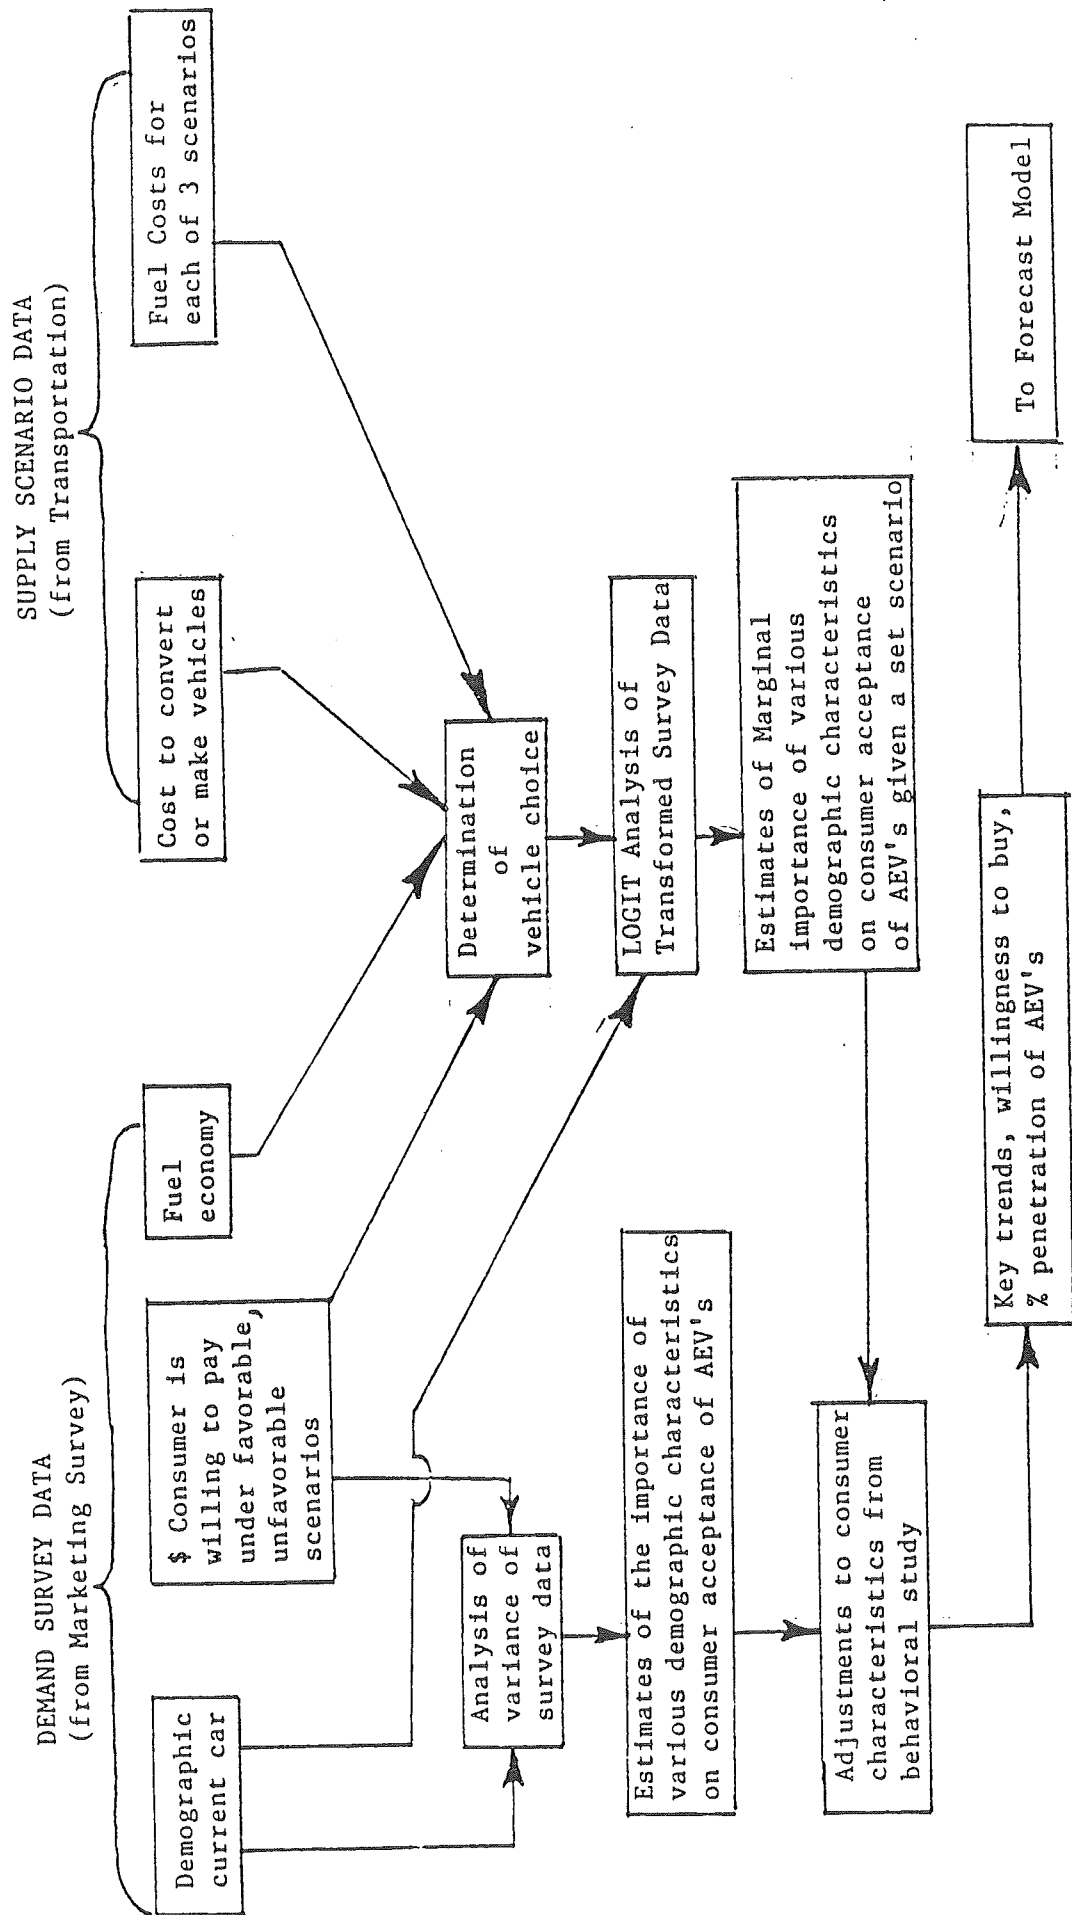 DEMAND SURVEY DATA
(from Marketing Survey)
SUPPLY SCENARIO DATA
(from Transportation)
Demographic
current car
$ Consumer is
willing to pay
under favorable,
unfavorable
scenarios
Fuel
economy
Cost to convert
or make vehicles
Fuel Costs for
each of 3 scenarios
Analysis of
variance of
survey data
Determination
of
vehicle choice
LOGIT Analysis of
Transformed Survey Data
Estimates of the importance of
various demographic characteristics
on consumer acceptance of AEV's
Estimates of Marginal
importance of various
demographic characteristics
on consumer acceptance
of AEV's given a set scenario
Adjustments to consumer
characteristics from
behavioral study
Key trends, willingness to buy,
% penetration of AEV's
To Forecast Model